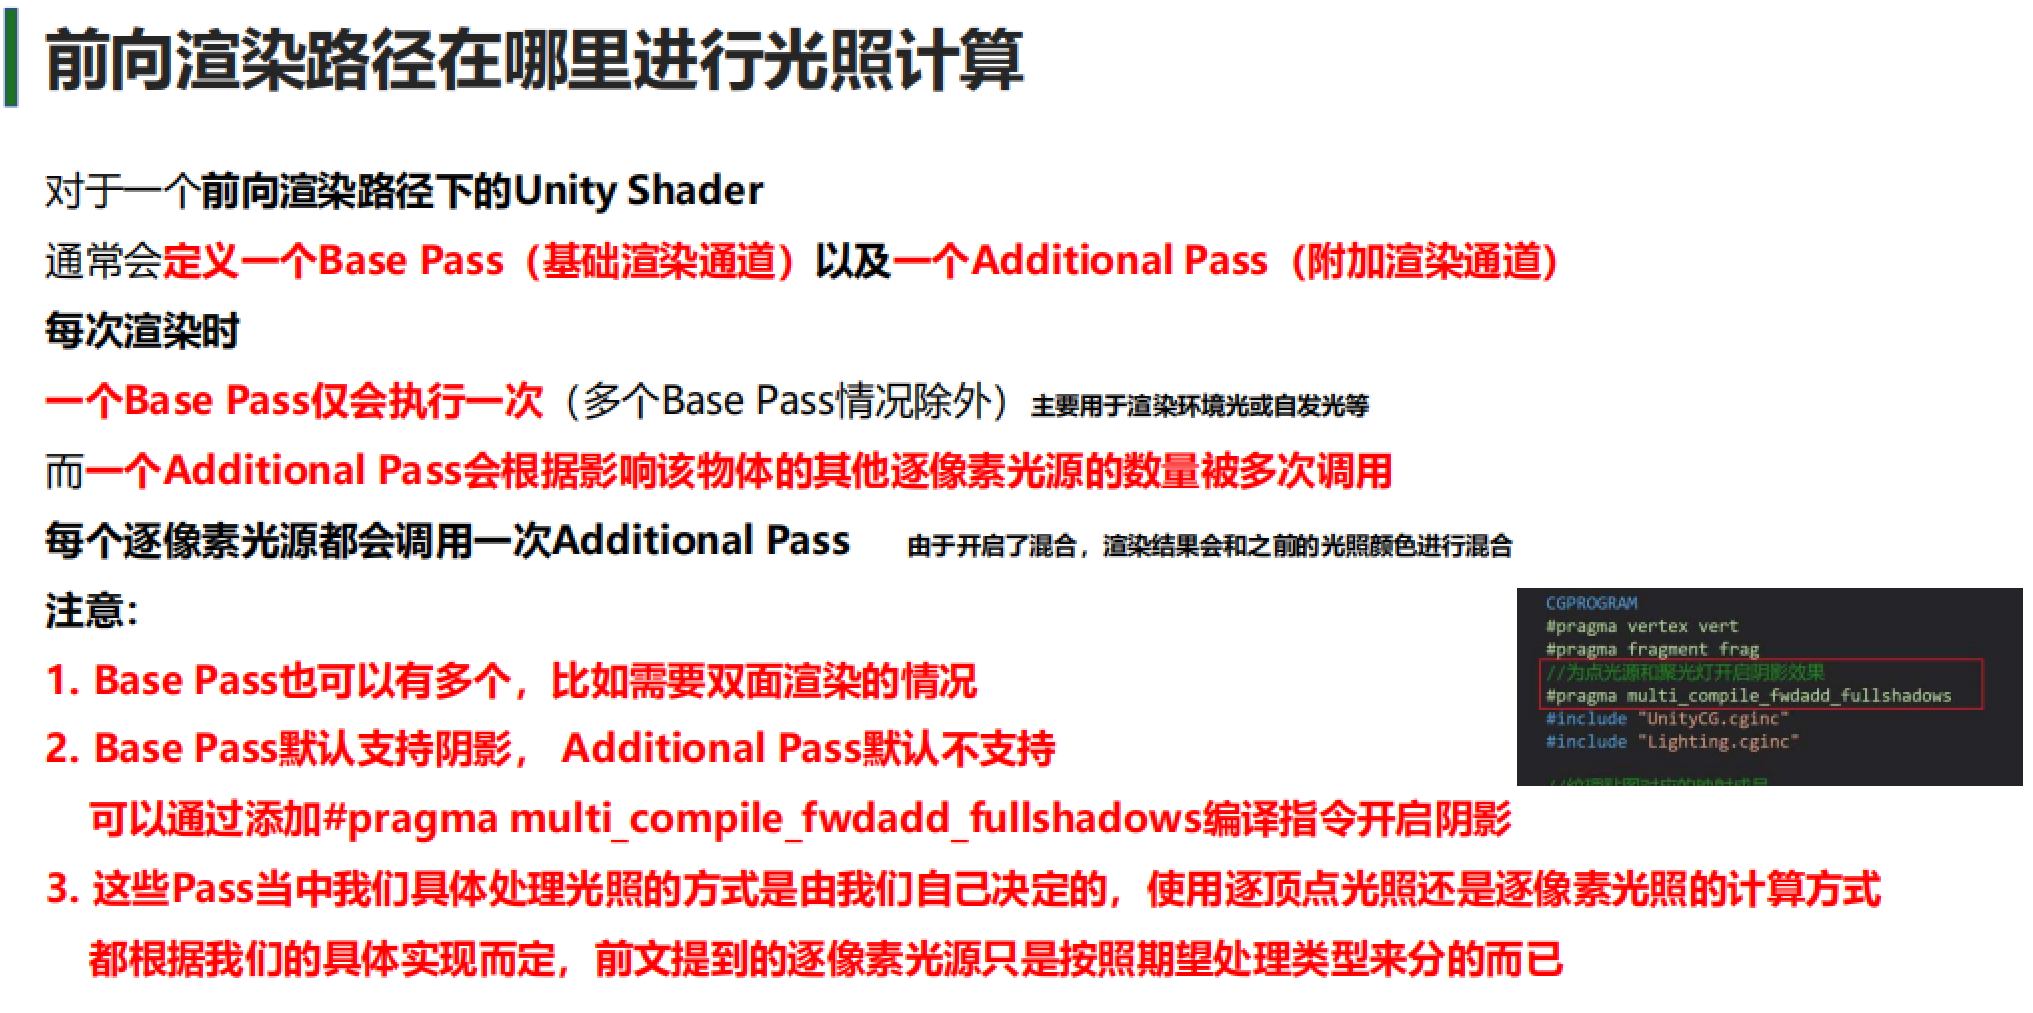 前向渲染路径在哪里进行光照计算
对于一个前向渲染路径下的Unity Shader
通常会定义一个Base Pass（基础渲染通道）以及一个Additional Pass（附加渲染通道）
每次渲染时
一个Base Pass仅会执行一次（多个Base Pass情况除外）主要用于渲染环境光或自发光等
而一个Additional Pass会根据影响该物体的其他逐像素光源的数量被多次调用
每个逐像素光源都会调用一次Additional Pass 由于开启了混合，渲染结果会和之前的光照颜色进行混合
注意：
1. Base Pass也可以有多个，比如需要双面渲染的情况
2. Base Pass默认支持阴影， Additional Pass默认不支持
可以通过添加#pragma multi_compile_fwdadd_fullshadows编译指令开启阴影
3. 这些Pass当中我们具体处理光照的方式是由我们自己决定的，使用逐顶点光照还是逐像素光照的计算方式
都根据我们的具体实现而定，前文提到的逐像素光源只是按照期望处理类型来分的而已
CGPROGRAM
#pragma vertex vert
#pragma fragment frag
//为点光源和聚光灯开启阴影效果
#pragma multi_compile_fwdadd_fullshadows
#include "UnityCG.cginc"
#include "Lighting.cginc"